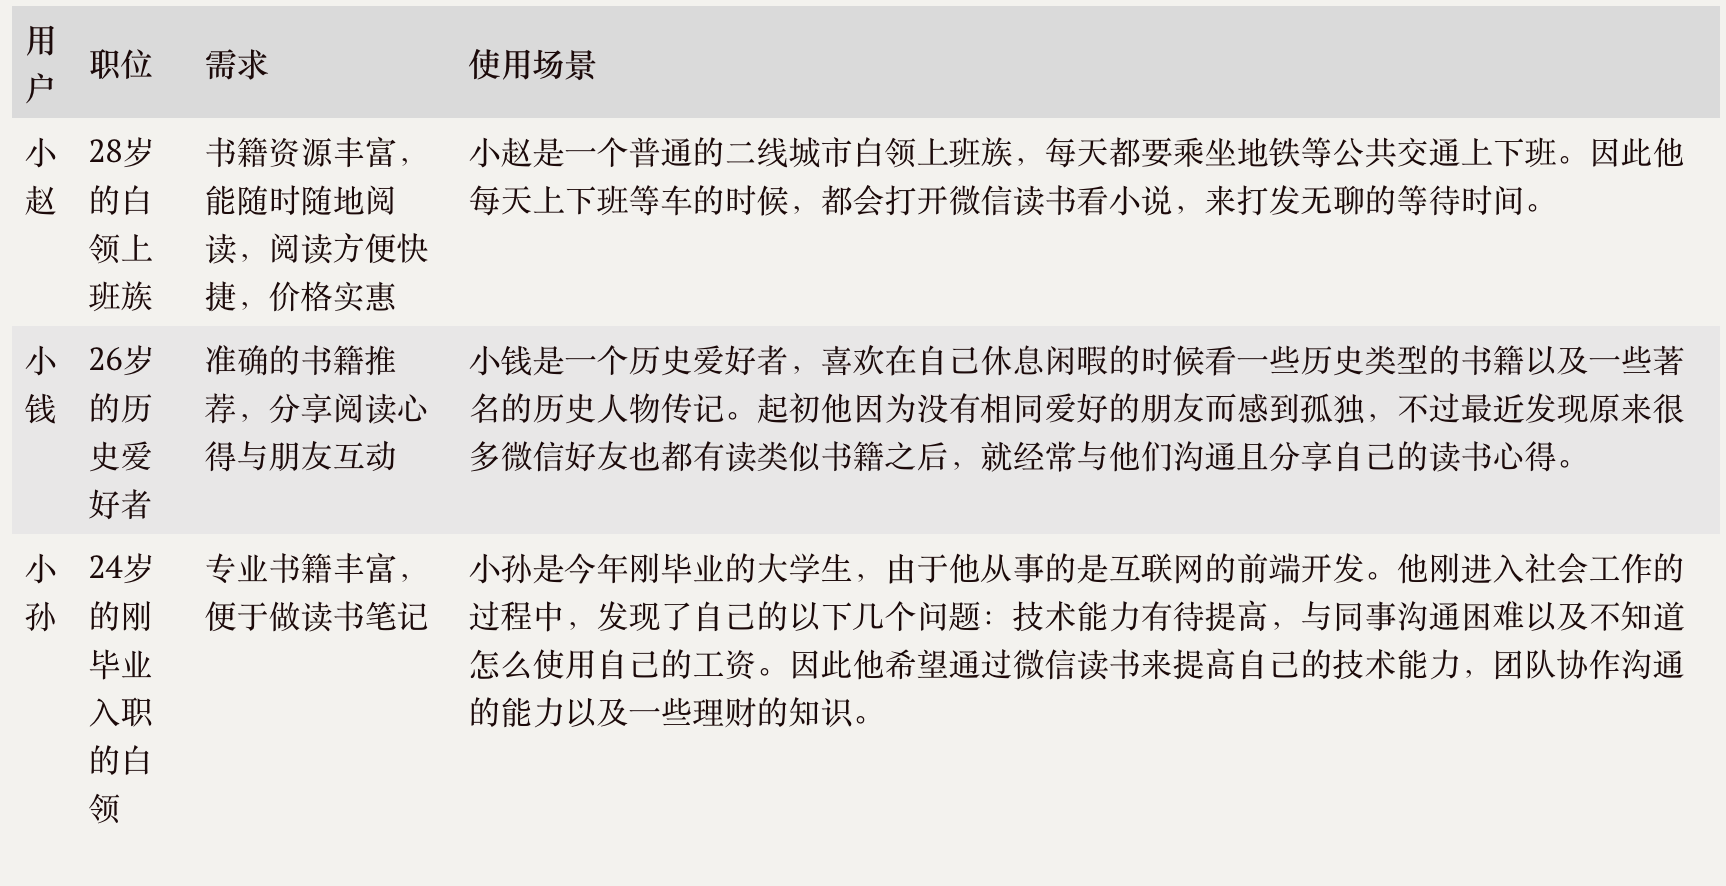 用
户
职位
需求
使用场景
小
赵
28岁
的白
领上
班族
书籍资源丰富，
能随时随地阅
读，阅读方便快
捷，价格实惠
小赵是一个普通的二线城市白领上班族，每天都要乘坐地铁等公共交通上下班。因此他
每天上下班等车的时候，都会打开微信读书看小说，来打发无聊的等待时间。
小
钱
26岁
的历
史爱
好者
准确的书籍推
荐，分享阅读心
得与朋友互动
小钱是一个历史爱好者，喜欢在自己休息闲暇的时候看一些历史类型的书籍以及一些著
名的历史人物传记。起初他因为没有相同爱好的朋友而感到孤独，不过最近发现原来很
多微信好友也都有读类似书籍之后，就经常与他们沟通且分享自己的读书心得。
小
孙
24岁
的刚
毕业
入职
的白
领
专业书籍丰富，
便于做读书笔记
小孙是今年刚毕业的大学生，由于他从事的是互联网的前端开发。他刚进入社会工作的
过程中，发现了自己的以下几个问题：技术能力有待提高，与同事沟通困难以及不知道
怎么使用自己的工资。因此他希望通过微信读书来提高自己的技术能力，团队协作沟通
的能力以及一些理财的知识。